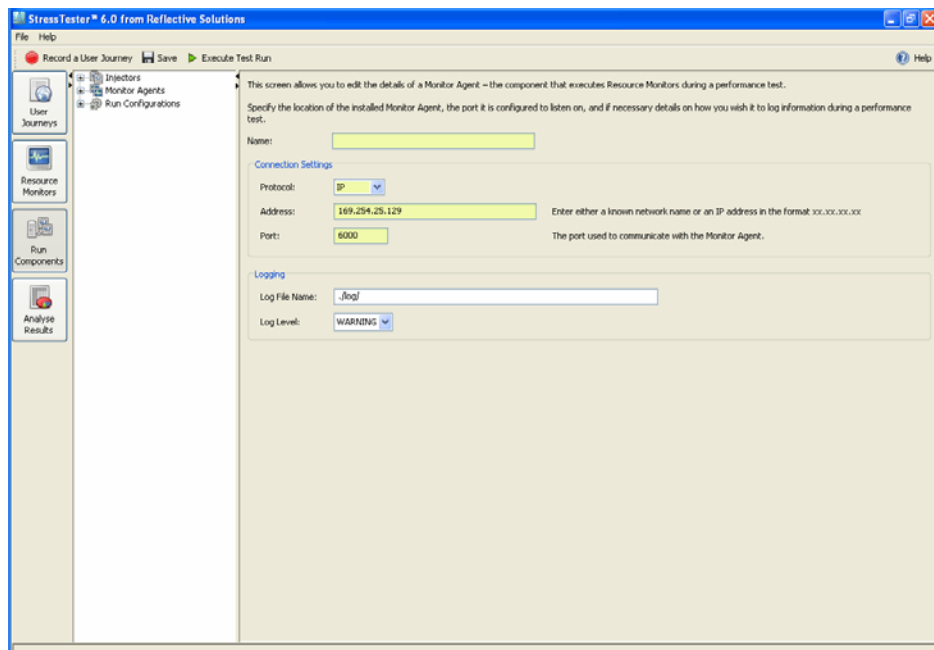 StressTester™ 6.0 from Reflective Solutions
File Help
Record a User Journey Save Execute Test Run Help
User Journeys
Resource Monitors
Run Components
Analyse Results
Injectors
Monitor Agents
Run Configurations
This screen allows you to edit the details of a Monitor Agent – the component that executes Resource Monitors during a performance test.
Specify the location of the installed Monitor Agent, the port it is configured to listen on, and if necessary details on how you wish it to log information during a performance
test.
Name:
Connection Settings
Protocol: IP
Address: 169.254.25.129 Enter either a known network name or an IP address in the format xx.xx.xx.xx
Port: 6000 The port used to communicate with the Monitor Agent.
Logging
Log File Name: ./log/
Log Level: WARNING